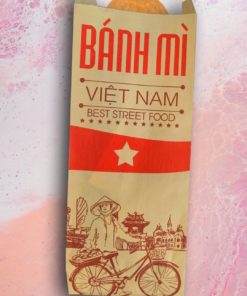 BÁNH MÌ
VIỆT NAM
BEST STREET FOOD